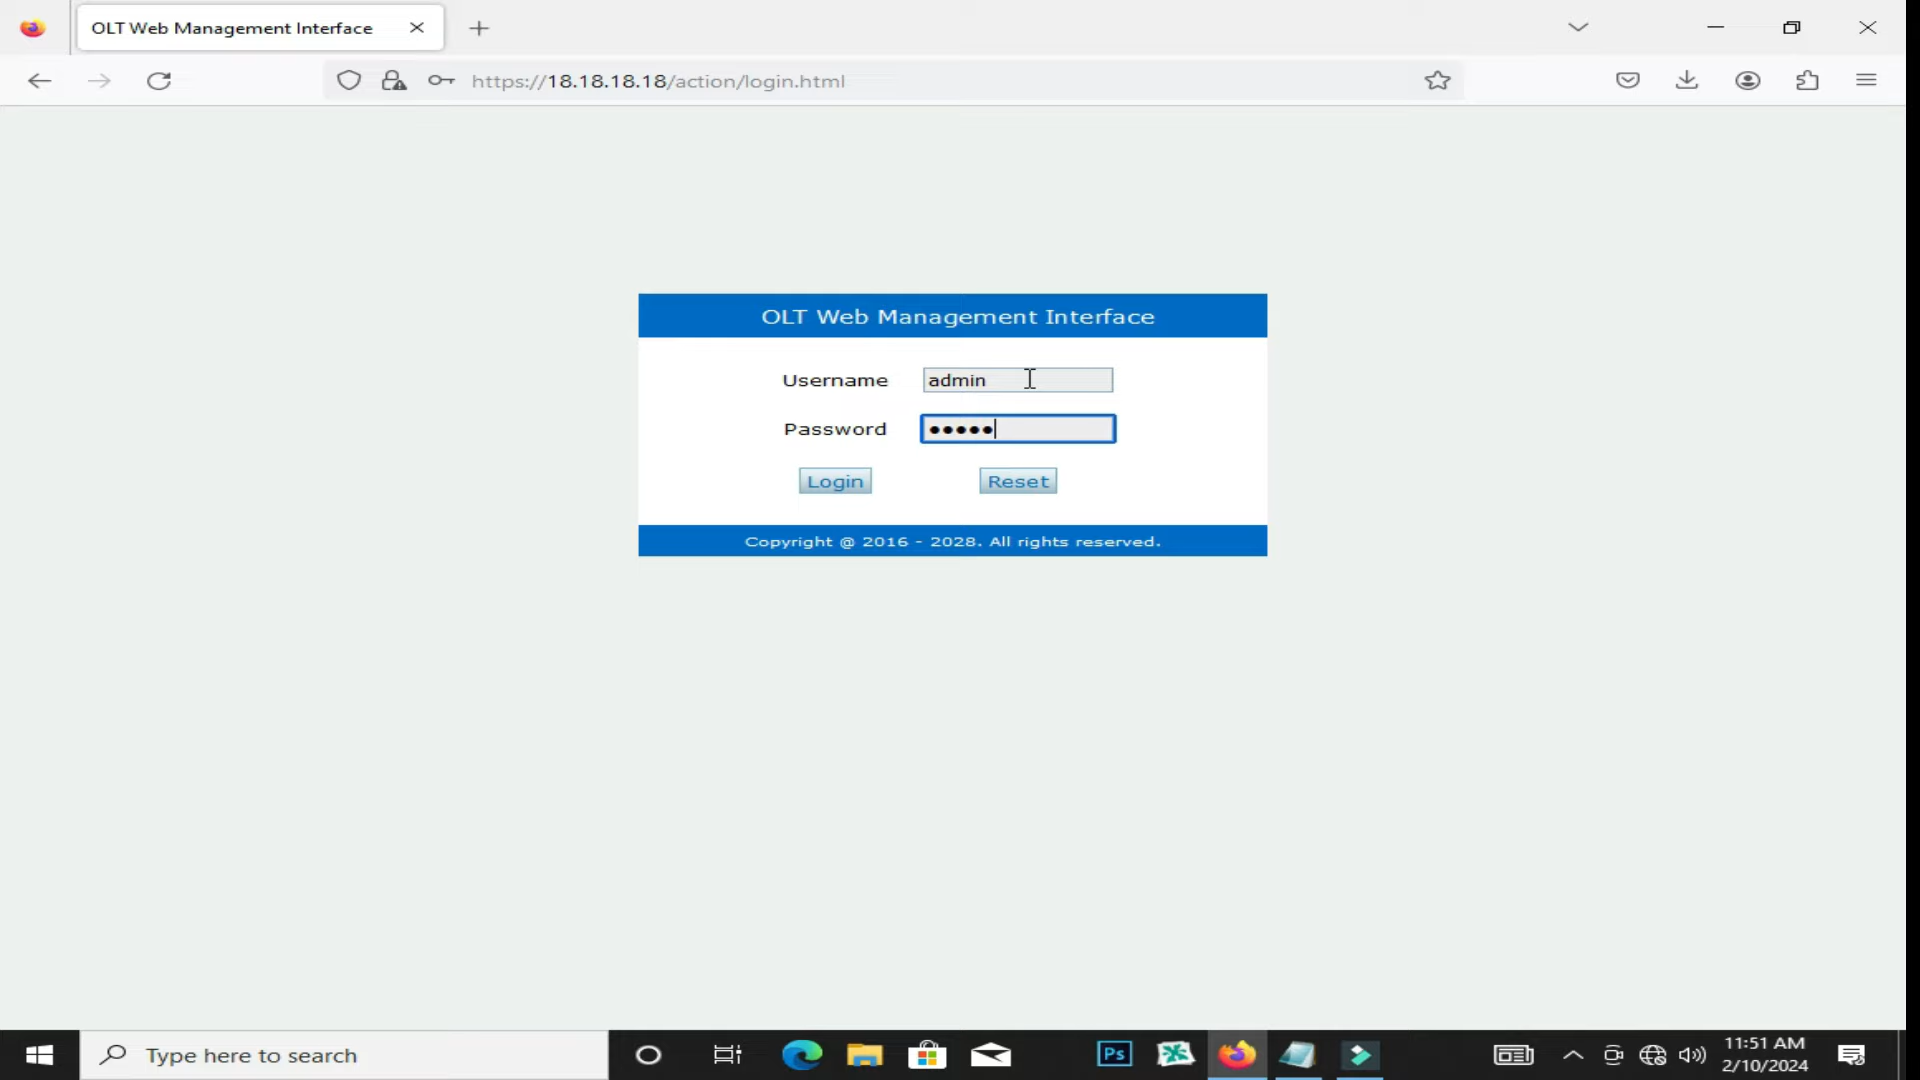 OLT Web Management Interface
https://18.18.18.18/action/login.html
OLT Web Management Interface
Username admin
Password •••••
Login Reset
Copyright @ 2016 - 2028. All rights reserved.
Type here to search
Ps
11:51 AM
2/10/2024